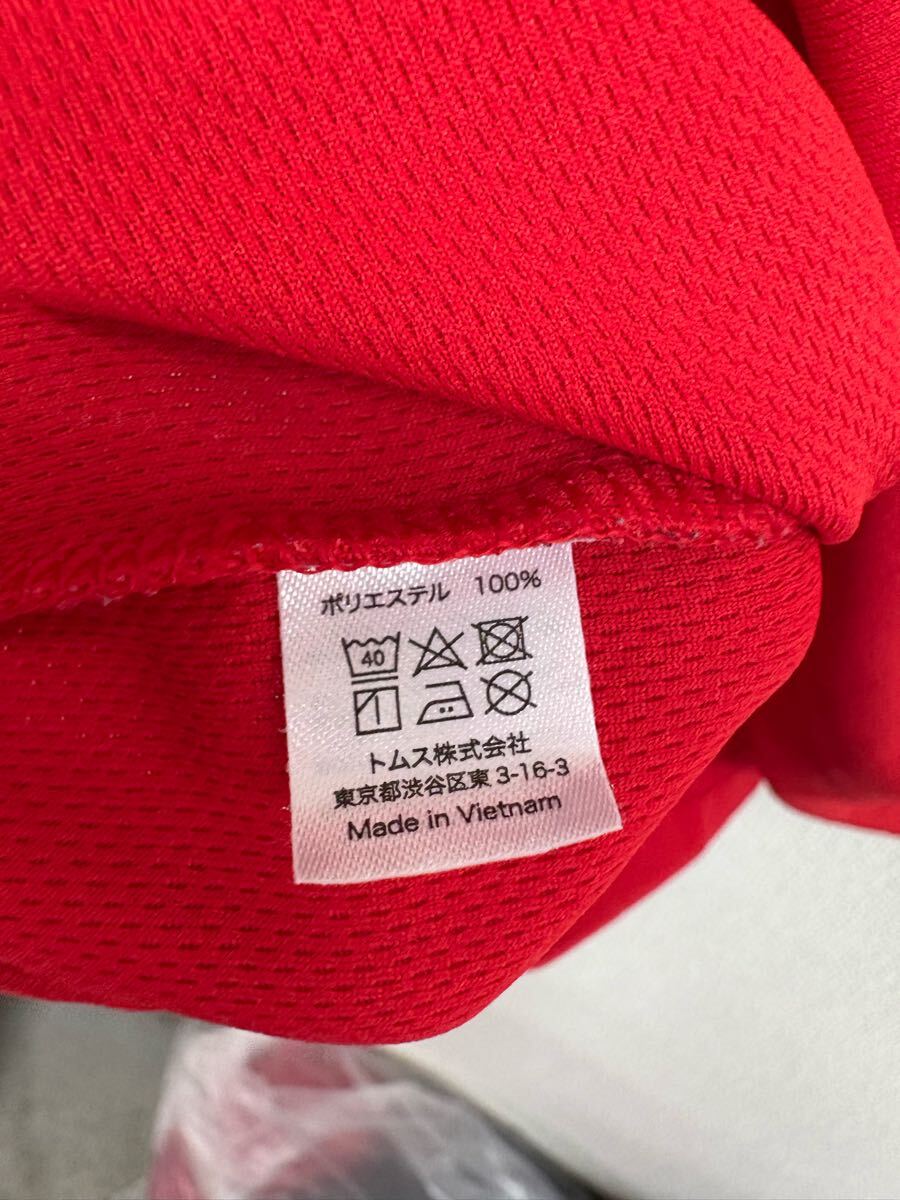 ポリエステル 100%
40
トムス株式会社
東京都渋谷区東 3-16-3
Made in Vietnam